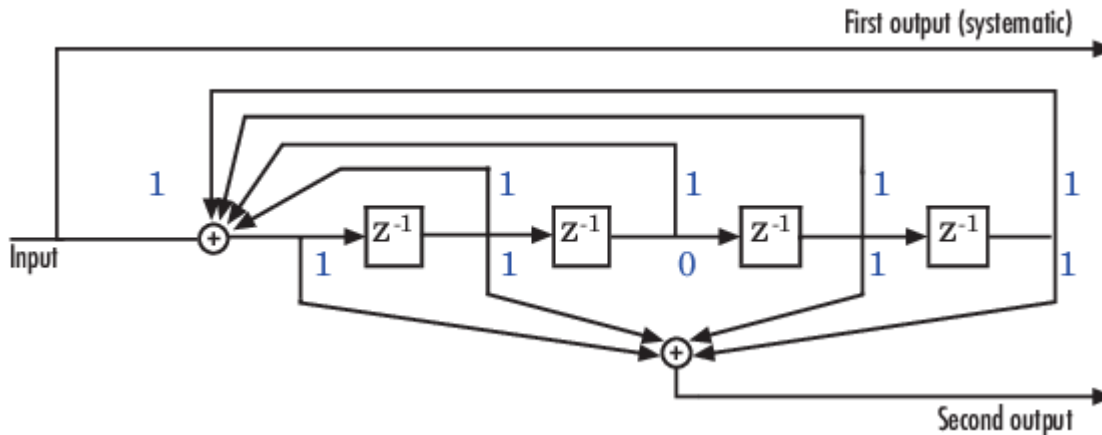 First output (systematic)
1 1 1 1 1
Input
z-1 z-1 z-1 z-1
1 1 0 1 1
Second output